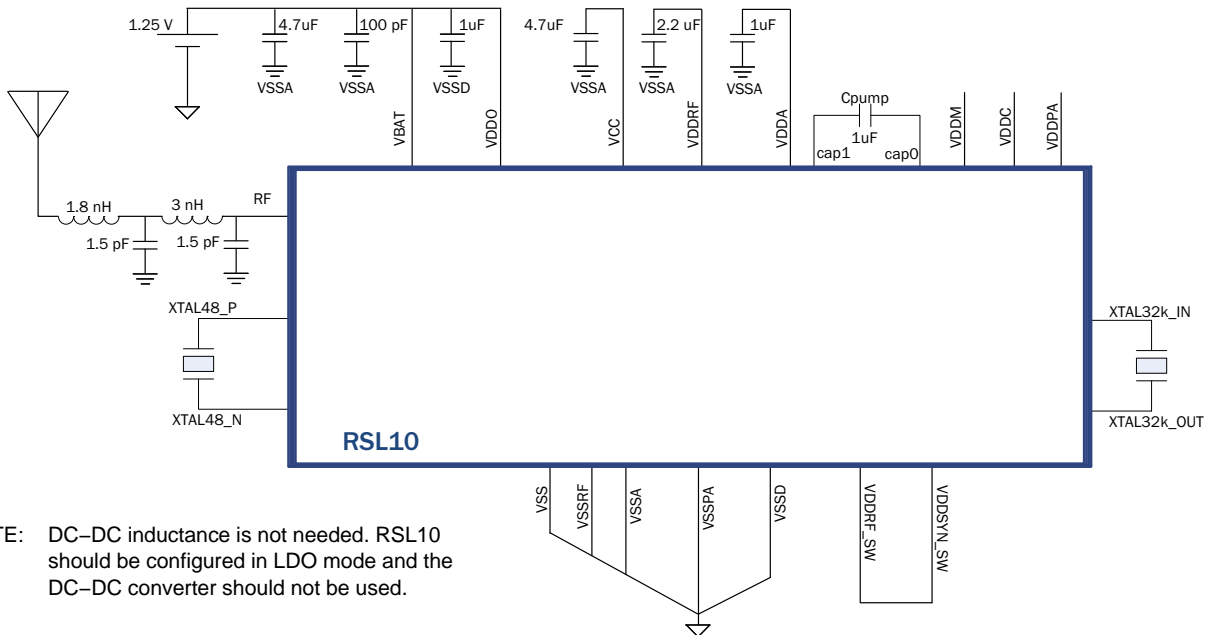 1.25 V
4.7uF
100 pF
1uF
4.7uF
2.2 uF
1uF
VSSA
VSSA
VSSD
VSSA
VSSA
VSSA
VBAT
VDDO
VCC
VDDRF
VDDA
Cpump
1uF
cap1
cap0
VDDM
VDDC
VDDPA
1.8 nH
3 nH
RF
1.5 pF
1.5 pF
XTAL48_P
XTAL48_N
XTAL32k_IN
XTAL32k_OUT
RSL10
VSS
VSSRF
VSSA
VSSPA
VSSD
VDDRF_SW
VDDSYN_SW
TE: DC–DC inductance is not needed. RSL10
should be configured in LDO mode and the
DC–DC converter should not be used.